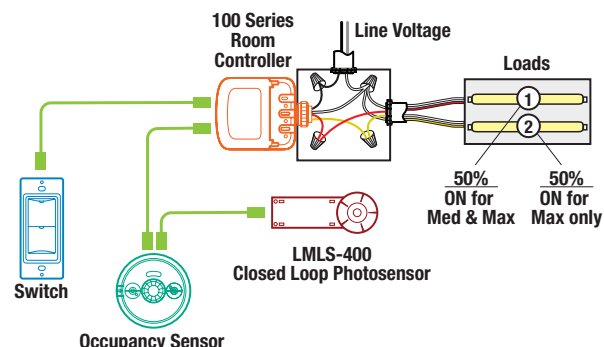 100 Series
Room
Controller
Line Voltage
Loads
1
2
50%
ON for
Med & Max
50%
ON for
Max only
LMLS-400
Closed Loop Photosensor
Switch
Occupancy Sensor